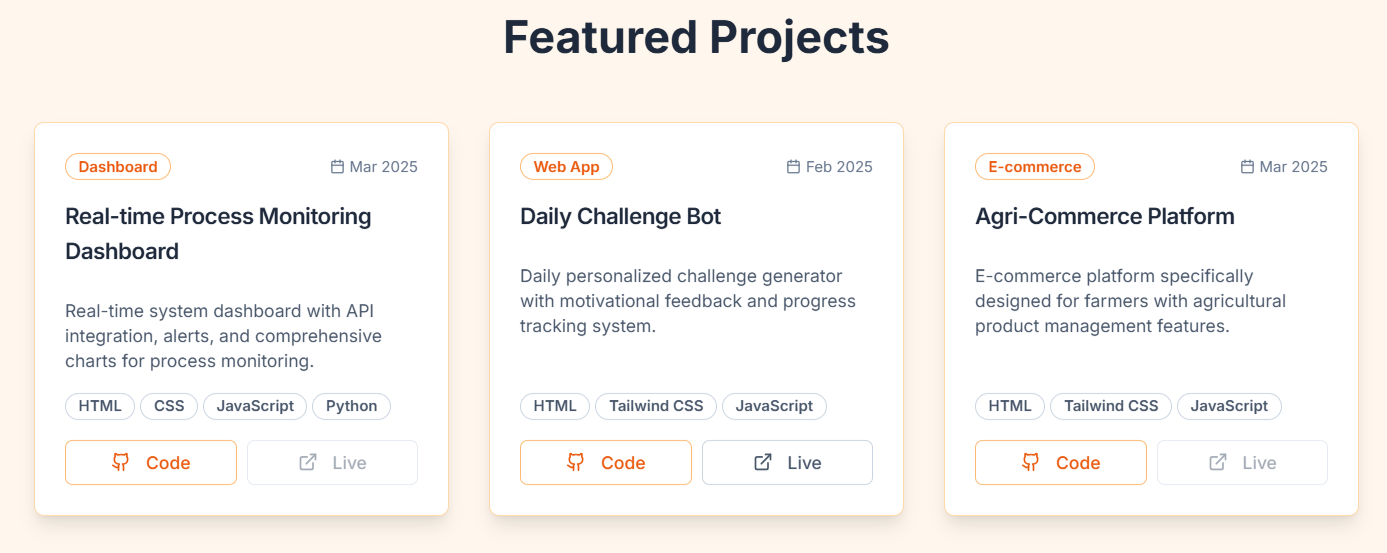 Featured Projects
Dashboard
Mar 2025
Real-time Process Monitoring
Dashboard
Real-time system dashboard with API
integration, alerts, and comprehensive
charts for process monitoring.
HTML CSS JavaScript Python
Code Live
Web App
Feb 2025
Daily Challenge Bot
Daily personalized challenge generator
with motivational feedback and progress
tracking system.
HTML Tailwind CSS JavaScript
Code Live
E-commerce
Mar 2025
Agri-Commerce Platform
E-commerce platform specifically
designed for farmers with agricultural
product management features.
HTML Tailwind CSS JavaScript
Code Live